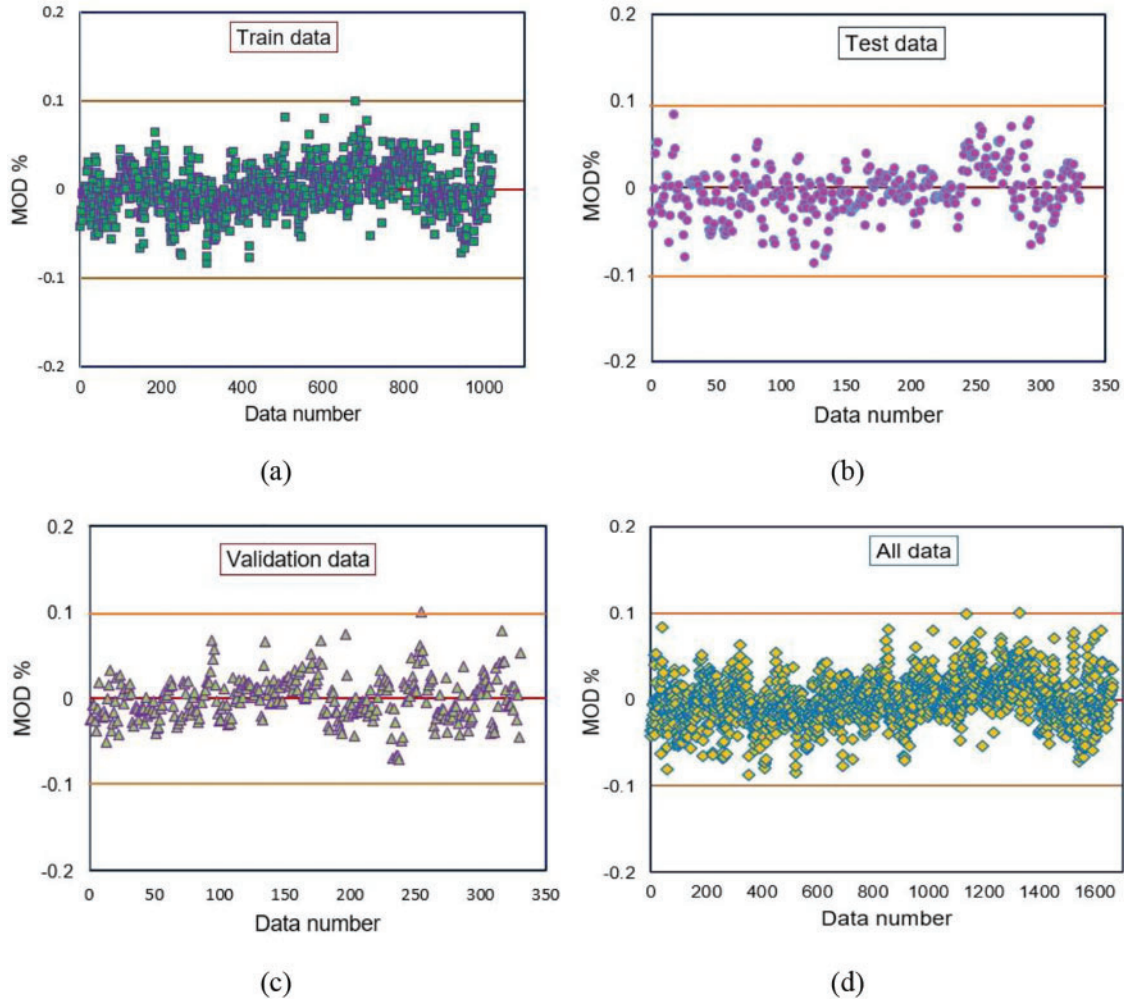 0.2
Train data
0.1
MOD %
0
-0.1
-0.2
0 200 400 600 800 1000
Data number
(a)
0.2
Test data
0.1
MOD%
0
-0.1
-0.2
0 50 100 150 200 250 300 350
Data number
(b)
0.2
Validation data
0.1
MOD %
0
-0.1
-0.2
0 50 100 150 200 250 300 350
Data number
(c)
0.2
All data
0.1
MOD %
0
-0.1
-0.2
0 200 400 600 800 1000 1200 1400 1600
Data number
(d)